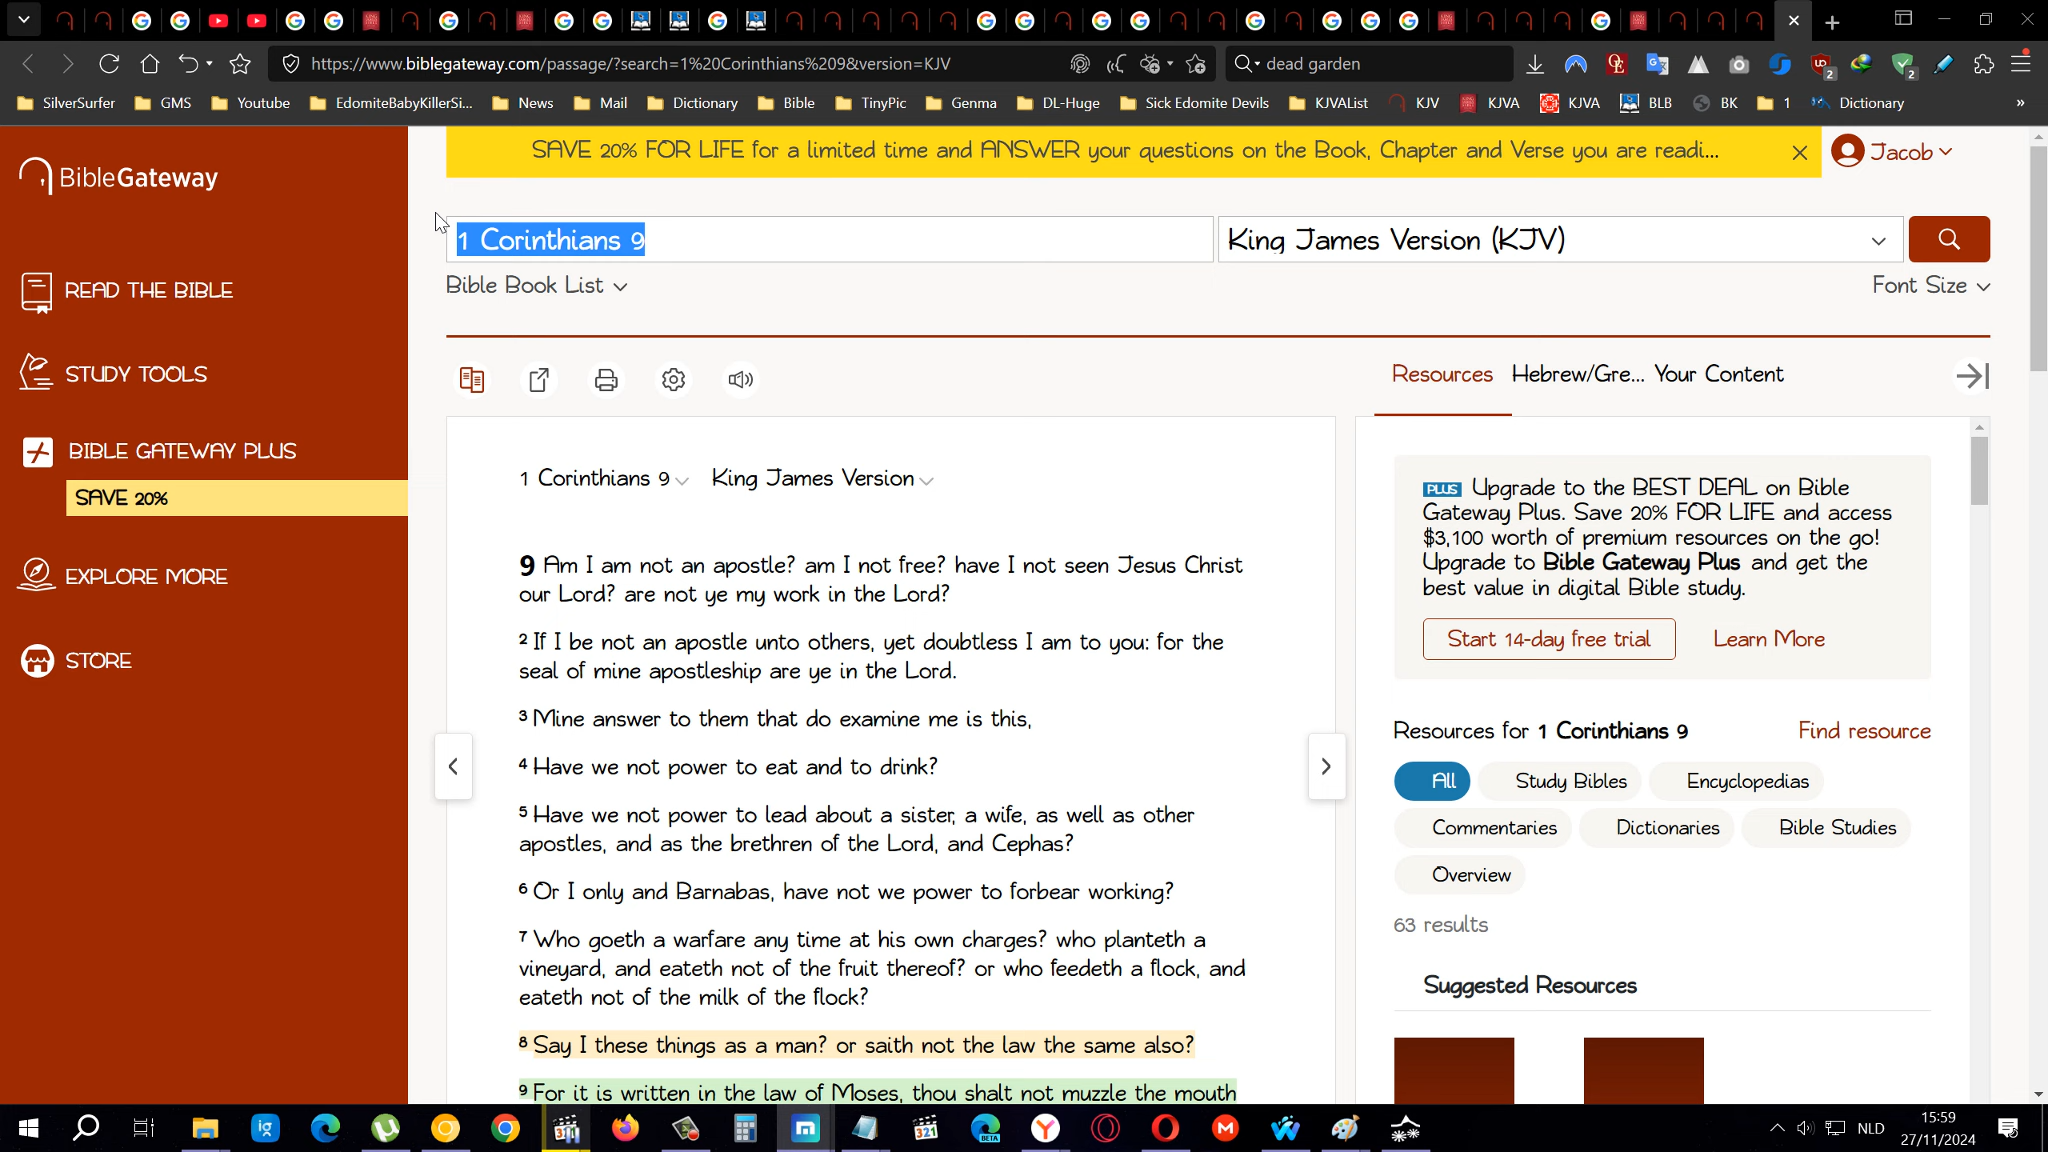 https://www.biblegateway.com/passage/?search=1%20Corinthians%209&version=KJV
dead garden
2
2
SilverSurfer
GMS
Youtube
EdomiteBabyKillerSi...
News
Mail
Dictionary
Bible
TinyPic
Genma
DL-Huge
Sick Edomite Devils
KJVAList
KJV
KJVA
KJVA
BLB
BK
1
Dictionary
SAVE 20% FOR LIFE for a limited time and ANSWER your questions on the Book, Chapter and Verse you are readi...
Jacob
BibleGateway
1 Corinthians 9
King James Version (KJV)
Bible Book List
Font Size
READ THE BIBLE
STUDY TOOLS
BIBLE GATEWAY PLUS
SAVE 20%
EXPLORE MORE
STORE
Resources
Hebrew/Gre...
Your Content
1 Corinthians 9
King James Version
9 Am I am not an apostle? am I not free? have I not seen Jesus Christ
our Lord? are not ye my work in the Lord?
2 If I be not an apostle unto others, yet doubtless I am to you: for the
seal of mine apostleship are ye in the Lord.
3 Mine answer to them that do examine me is this,
4 Have we not power to eat and to drink?
5 Have we not power to lead about a sister, a wife, as well as other
apostles, and as the brethren of the Lord, and Cephas?
6 Or I only and Barnabas, have not we power to forbear working?
7 Who goeth a warfare any time at his own charges? who planteth a
vineyard, and eateth not of the fruit thereof? or who feedeth a flock, and
eateth not of the milk of the flock?
8 Say I these things as a man? or saith not the law the same also?
9 For it is written in the law of Moses, thou shalt not muzzle the mouth
PLUS Upgrade to the BEST DEAL on Bible
Gateway Plus. Save 20% FOR LIFE and access
$3,100 worth of premium resources on the go!
Upgrade to Bible Gateway Plus and get the
best value in digital Bible study.
Start 14-day free trial
Learn More
Resources for 1 Corinthians 9
Find resource
All
Study Bibles
Encyclopedias
Commentaries
Dictionaries
Bible Studies
Overview
63 results
Suggested Resources
NLD
15:59
27/11/2024